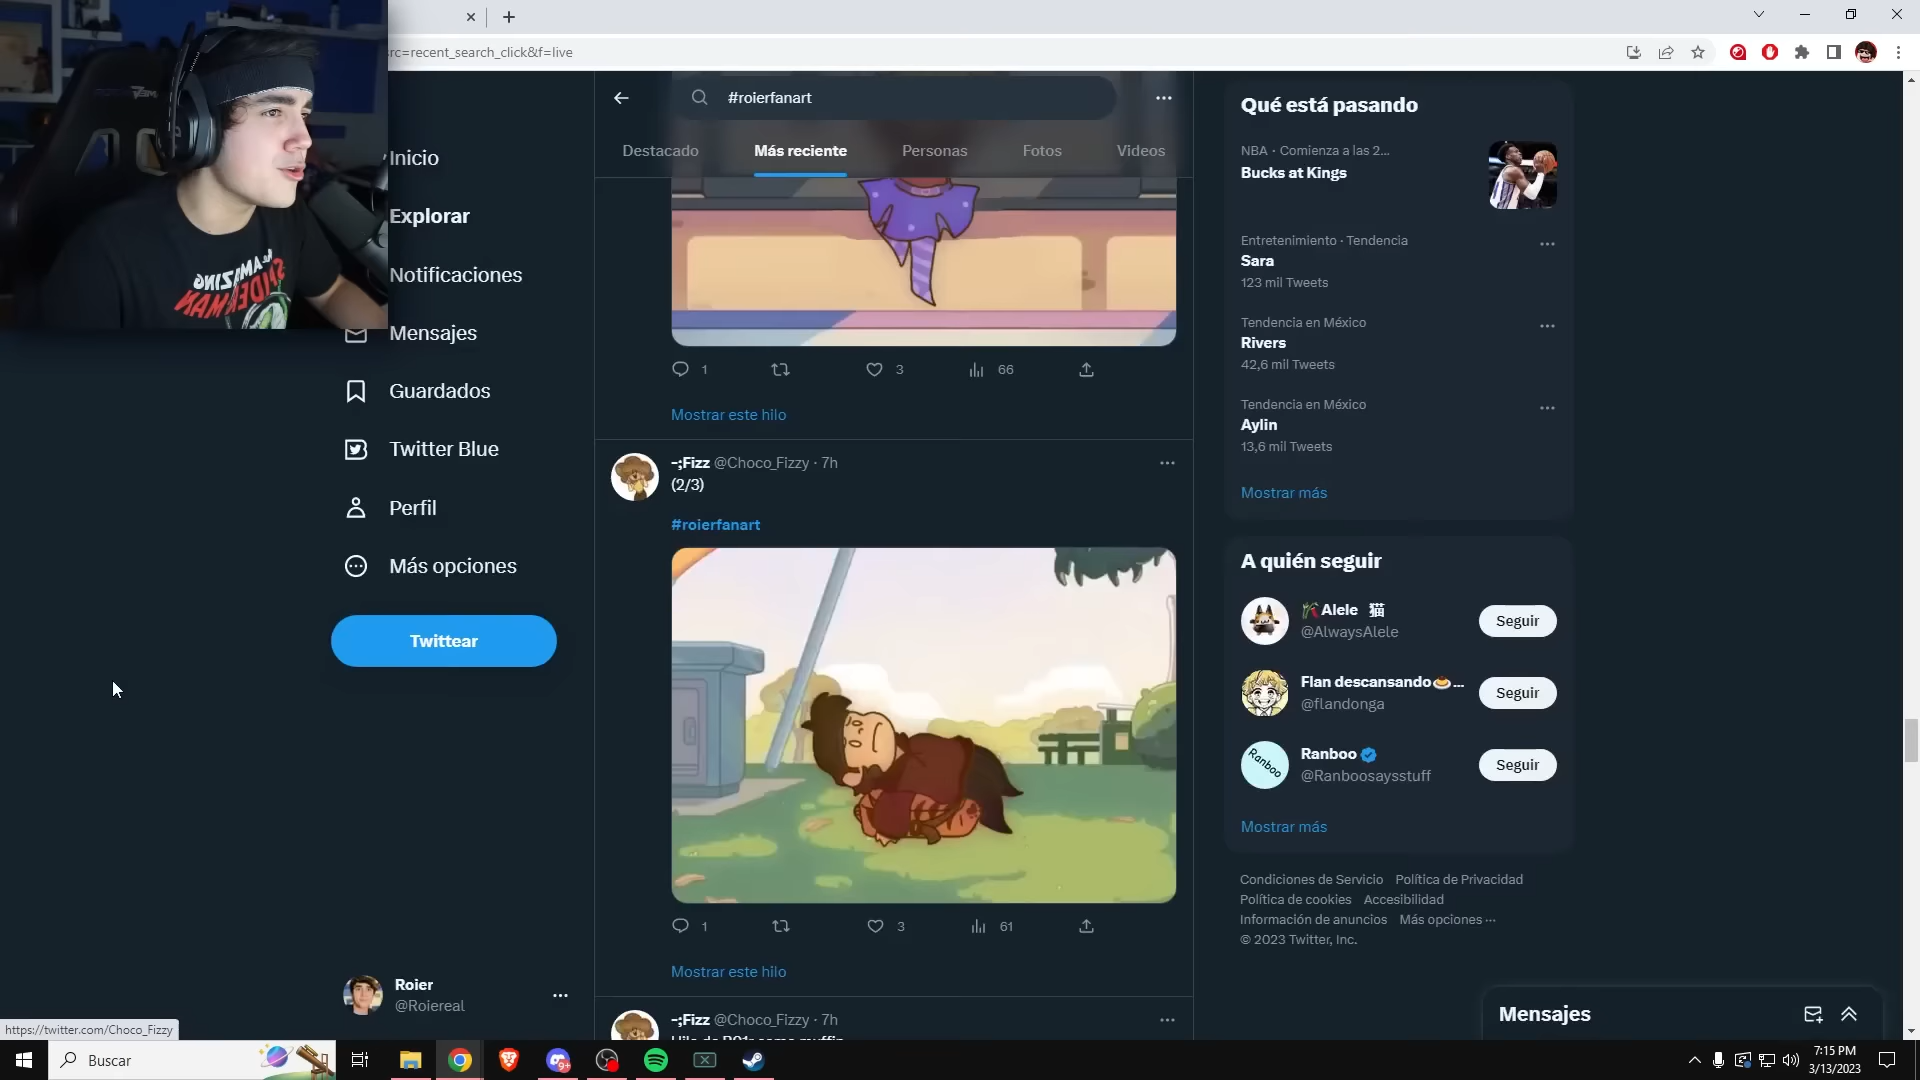 src=recent_search_click&f=live
#roierfanart
Destacado
Más reciente
Personas
Fotos
Videos
Inicio
Explorar
Notificaciones
Mensajes
Guardados
Twitter Blue
Perfil
Más opciones
Twittear
Roier
@Roiereal
1
3
66
Mostrar este hilo
-;Fizz @Choco_Fizzy · 7h
(2/3)
#roierfanart
1
3
61
Mostrar este hilo
-;Fizz @Choco_Fizzy · 7h
Qué está pasando
NBA · Comienza a las 2...
Bucks at Kings
Entretenimiento · Tendencia
Sara
123 mil Tweets
Tendencia en México
Rivers
42,6 mil Tweets
Tendencia en México
Aylin
13,6 mil Tweets
Mostrar más
A quién seguir
Alele 猫
@AlwaysAlele
Seguir
Flan descansando...
@flandonga
Seguir
Ranboo
Ranboo
@Ranboosaysstuff
Seguir
Mostrar más
Condiciones de Servicio Política de Privacidad
Política de cookies Accesibilidad
Información de anuncios Más opciones ···
© 2023 Twitter, Inc.
Mensajes
https://twitter.com/Choco_Fizzy
Buscar
9+
7:15 PM
3/13/2023